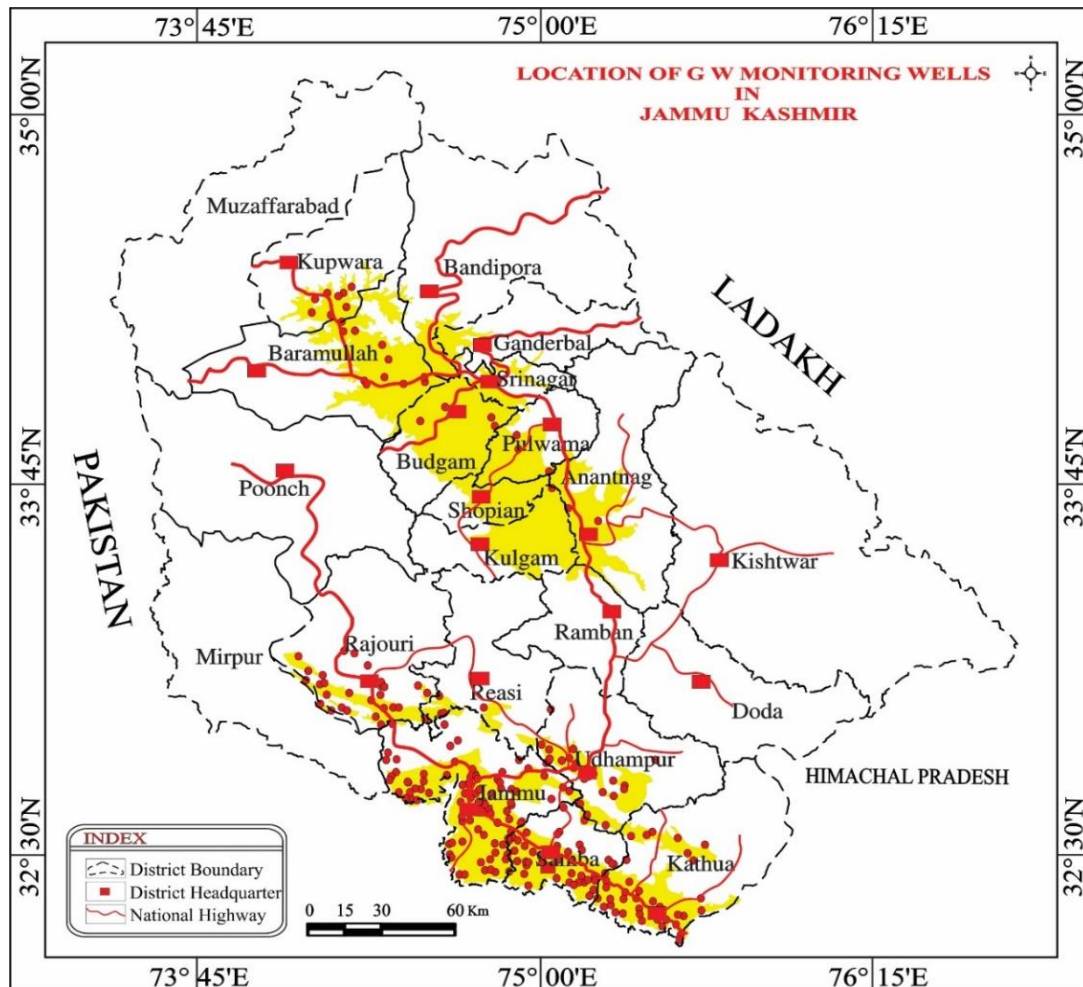 73°45'E 75°00'E 76°15'E
LOCATION OF G W MONITORING WELLS
IN
JAMMU KASHMIR
35°00'N
35°00'N
Muzaffarabad
Kupwara
Bandipora
LADAKH
Ganderbal
Baramullah
Srinagar
Pulwama
Budgam
Anantnag
33°45'N
33°45'N
PAKISTAN
Poonch
Shopian
Kulgam
Kishtwar
Ramban
Rajouri
Mirpur
Reasi
Doda
Udhampur
HIMACHAL PRADESH
Jammu
32°30'N
32°30'N
Samba
Kathua
INDEX
District Boundary
District Headquarter
National Highway
0 15 30 60 Km
73°45'E 75°00'E 76°15'E